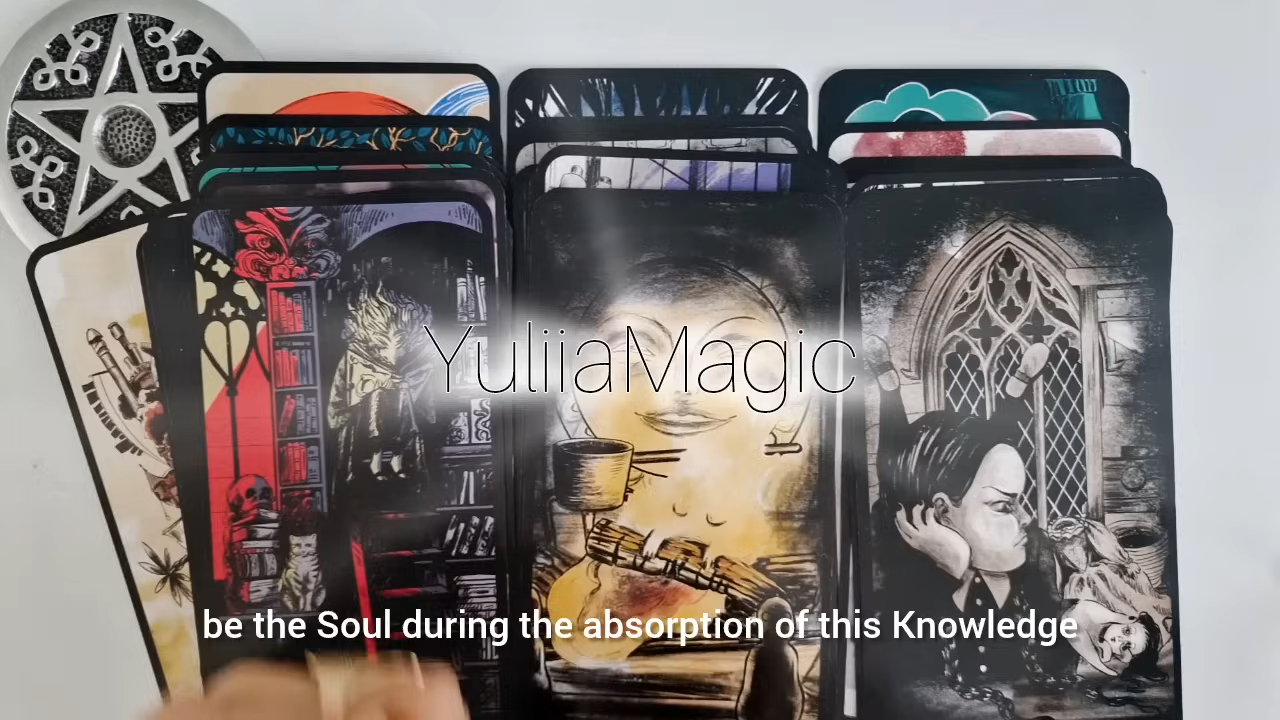 YuliiaMagic
be the Soul during the absorption of this Knowledge